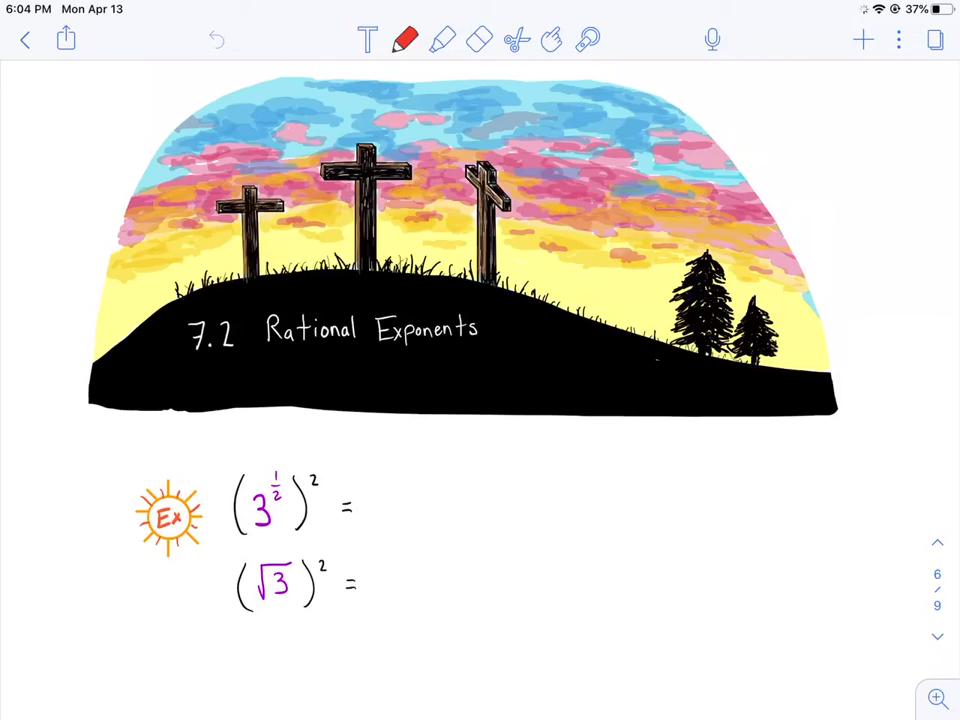 6:04 PM Mon Apr 13
37%
T
7.2 Rational Exponents
Ex (3^{1/2})^2 =
(√3)^2 =
6
/
9